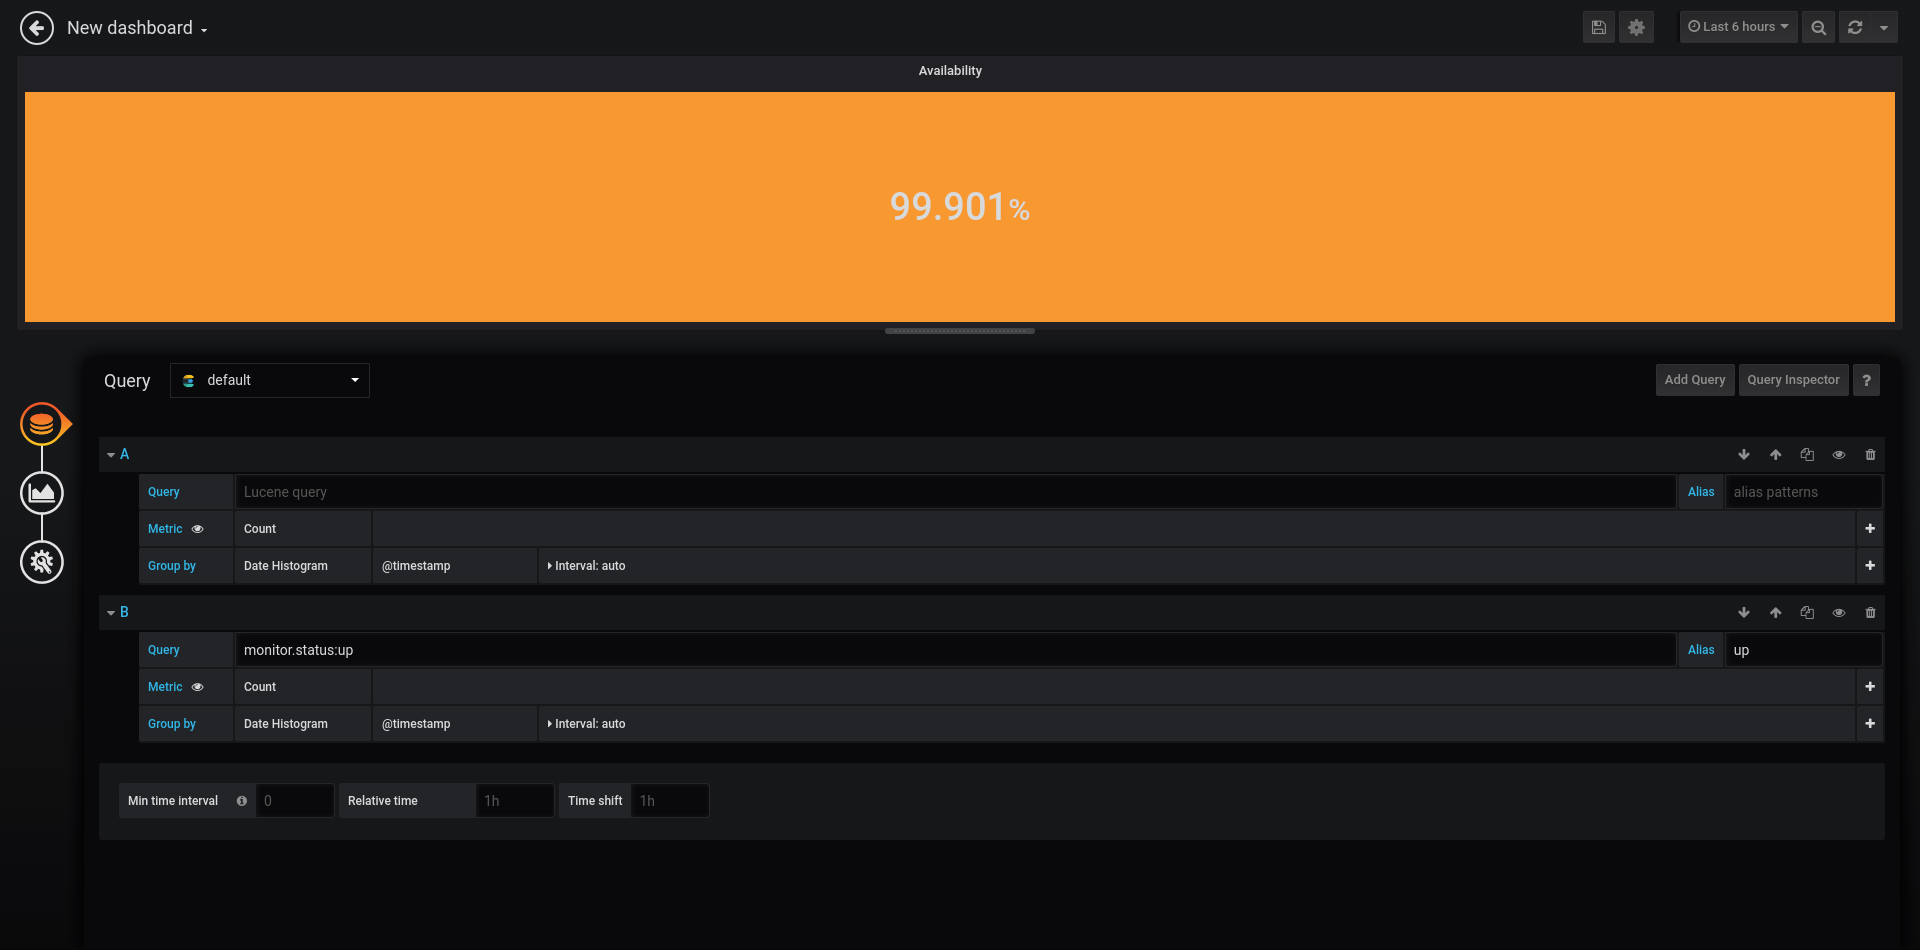 New dashboard
Last 6 hours
Availability
99.901%
Query default Add Query Query Inspector ?
A
Query Lucene query Alias alias patterns
Metric Count +
Group by Date Histogram @timestamp Interval: auto +
B
Query monitor.status:up Alias up
Metric Count +
Group by Date Histogram @timestamp Interval: auto +
Min time interval 0 Relative time 1h Time shift 1h